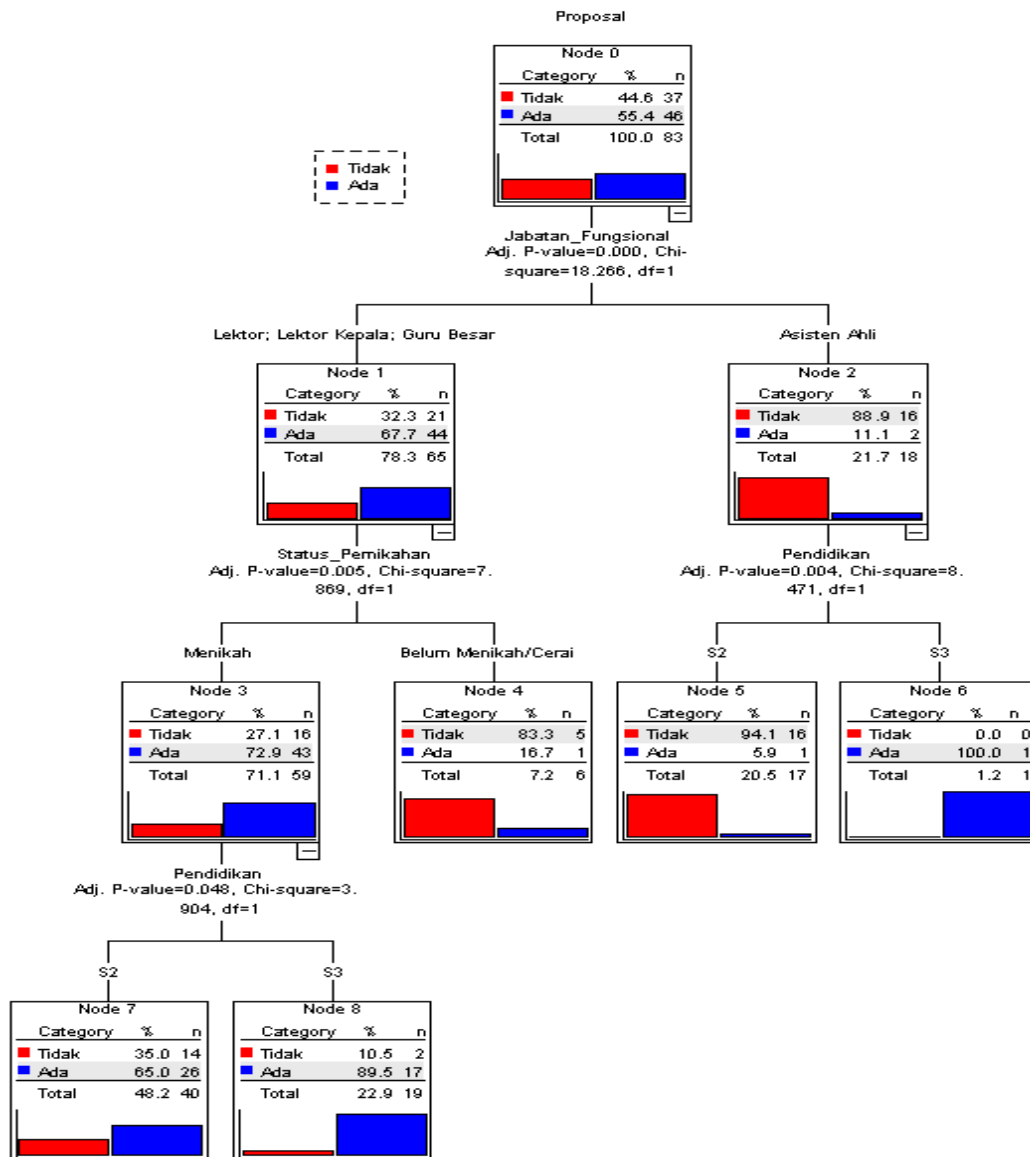 Proposal
Node 0
Category % n
Tidak 44.6 37
Ada 55.4 46
Total 100.0 83
Tidak
Ada
Jabatan_Fungsional
Adj. P-value=0.000, Chi-
square=18.266, df=1
Lektor; Lektor Kepala; Guru Besar
Asisten Ahli
Node 1
Category % n
Tidak 32.3 21
Ada 67.7 44
Total 78.3 65
Node 2
Category % n
Tidak 88.9 16
Ada 11.1 2
Total 21.7 18
Status_Pernikahan
Adj. P-value=0.005, Chi-square=7.
869, df=1
Pendidikan
Adj. P-value=0.004, Chi-square=8.
471, df=1
Menikah
Belum Menikah/Cerai
S2
S3
Node 3
Category % n
Tidak 27.1 16
Ada 72.9 43
Total 71.1 59
Node 4
Category % n
Tidak 83.3 5
Ada 16.7 1
Total 7.2 6
Node 5
Category % n
Tidak 94.1 16
Ada 5.9 1
Total 20.5 17
Node 6
Category % n
Tidak 0.0 0
Ada 100.0 1
Total 1.2 1
Pendidikan
Adj. P-value=0.048, Chi-square=3.
904, df=1
S2
S3
Node 7
Category % n
Tidak 35.0 14
Ada 65.0 26
Total 48.2 40
Node 8
Category % n
Tidak 10.5 2
Ada 89.5 17
Total 22.9 19